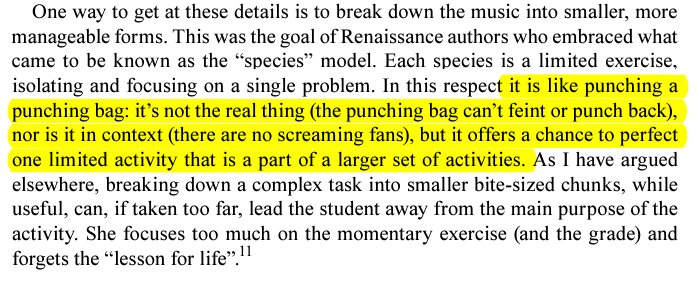 One way to get at these details is to break down the music into smaller, more
manageable forms. This was the goal of Renaissance authors who embraced what
came to be known as the “species” model. Each species is a limited exercise,
isolating and focusing on a single problem. In this respect it is like punching a
punching bag: it’s not the real thing (the punching bag can’t feint or punch back),
nor is it in context (there are no screaming fans), but it offers a chance to perfect
one limited activity that is a part of a larger set of activities. As I have argued
elsewhere, breaking down a complex task into smaller bite-sized chunks, while
useful, can, if taken too far, lead the student away from the main purpose of the
activity. She focuses too much on the momentary exercise (and the grade) and
forgets the “lesson for life”.11